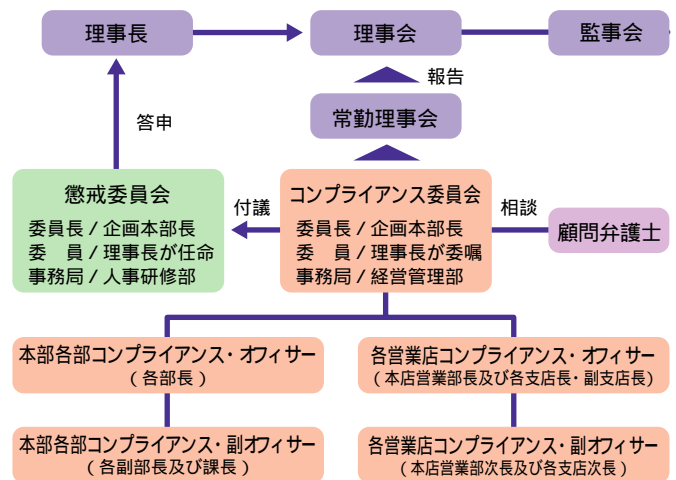 理事長
理事会
監事会
報告
常勤理事会
答申
懲戒委員会
委員長/企画本部長
委 員/理事長が任命
事務局/人事研修部
付議
コンプライアンス委員会
委員長/企画本部長
委 員/理事長が委嘱
事務局/経営管理部
相談
顧問弁護士
本部各部コンプライアンス・オフィサー
(各部長)
各営業店コンプライアンス・オフィサー
(本店営業部長及び各支店長・副支店長)
本部各部コンプライアンス・副オフィサー
(各副部長及び課長)
各営業店コンプライアンス・副オフィサー
(本店営業部次長及び各支店次長)